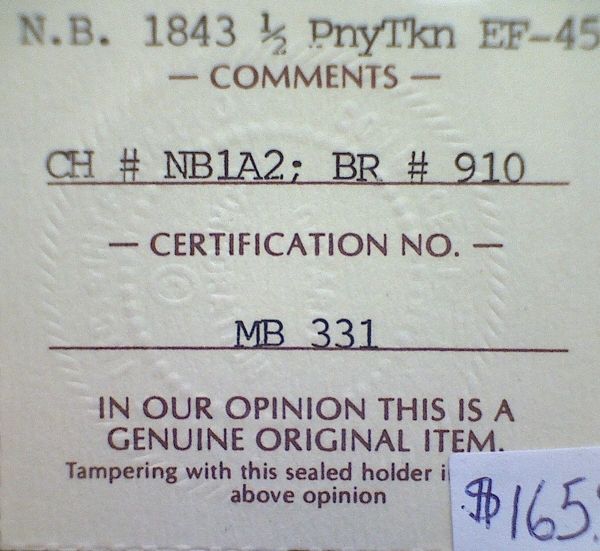 N.B. 1843 ½ PnyTkn EF-45
— COMMENTS —
CH # NB1A2; BR # 910
— CERTIFICATION NO. —
MB 331
IN OUR OPINION THIS IS A
GENUINE ORIGINAL ITEM.
Tampering with this sealed holder
above opinion
$165.